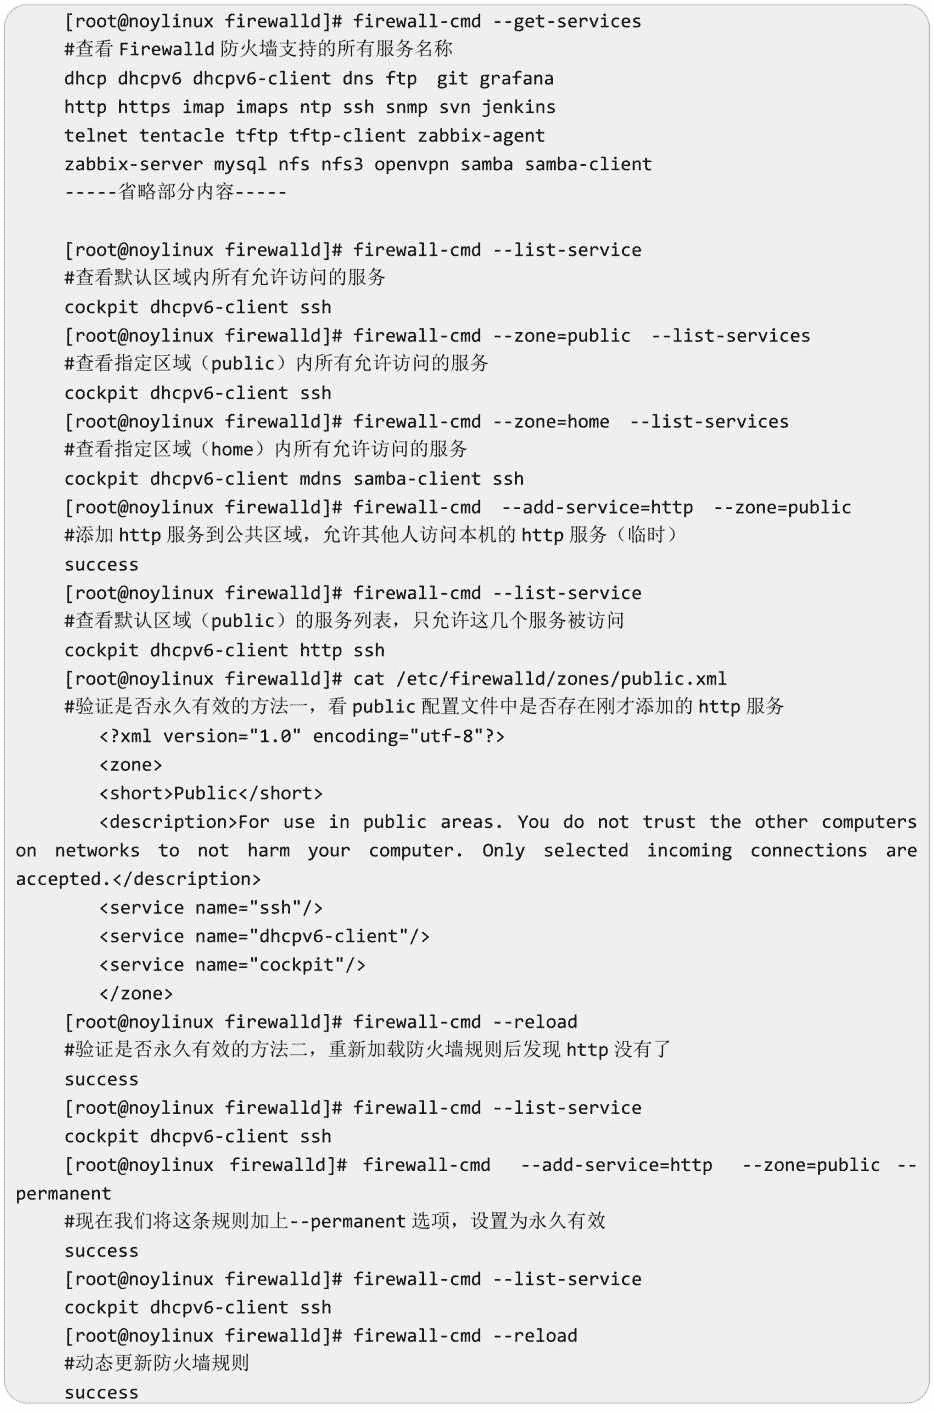 [root@noylinux firewalld]# firewall-cmd --get-services
#查看 Firewalld 防火墙支持的所有服务名称
dhcp dhcpv6 dhcpv6-client dns ftp  git grafana
http https imap imaps ntp ssh snmp svn jenkins
telnet tentacle tftp tftp-client zabbix-agent
zabbix-server mysql nfs nfs3 openvpn samba samba-client
-----省略部分内容-----
[root@noylinux firewalld]# firewall-cmd --list-service
#查看默认区域内所有允许访问的服务
cockpit dhcpv6-client ssh
[root@noylinux firewalld]# firewall-cmd --zone=public  --list-services
#查看指定区域（public）内所有允许访问的服务
cockpit dhcpv6-client ssh
[root@noylinux firewalld]# firewall-cmd --zone=home  --list-services
#查看指定区域（home）内所有允许访问的服务
cockpit dhcpv6-client mdns samba-client ssh
[root@noylinux firewalld]# firewall-cmd  --add-service=http  --zone=public
#添加 http 服务到公共区域，允许其他人访问本机的 http 服务（临时）
success
[root@noylinux firewalld]# firewall-cmd --list-service
#查看默认区域（public）的服务列表，只允许这几个服务被访问
cockpit dhcpv6-client http ssh
[root@noylinux firewalld]# cat /etc/firewalld/zones/public.xml
#验证是否永久有效的方法一，看 public 配置文件中是否存在刚才添加的 http 服务
<?xml version="1.0" encoding="utf-8"?>
<zone>
<short>Public</short>
<description>For use in public areas. You do not trust the other computers
on networks to not harm your computer. Only selected incoming connections are
accepted.</description>
<service name="ssh"/>
<service name="dhcpv6-client"/>
<service name="cockpit"/>
</zone>
[root@noylinux firewalld]# firewall-cmd --reload
#验证是否永久有效的方法二，重新加载防火墙规则后发现 http 没有了
success
[root@noylinux firewalld]# firewall-cmd --list-service
cockpit dhcpv6-client ssh
[root@noylinux firewalld]# firewall-cmd  --add-service=http  --zone=public --
permanent
#现在我们将这条规则加上--permanent 选项，设置为永久有效
success
[root@noylinux firewalld]# firewall-cmd --list-service
cockpit dhcpv6-client ssh
[root@noylinux firewalld]# firewall-cmd --reload
#动态更新防火墙规则
success